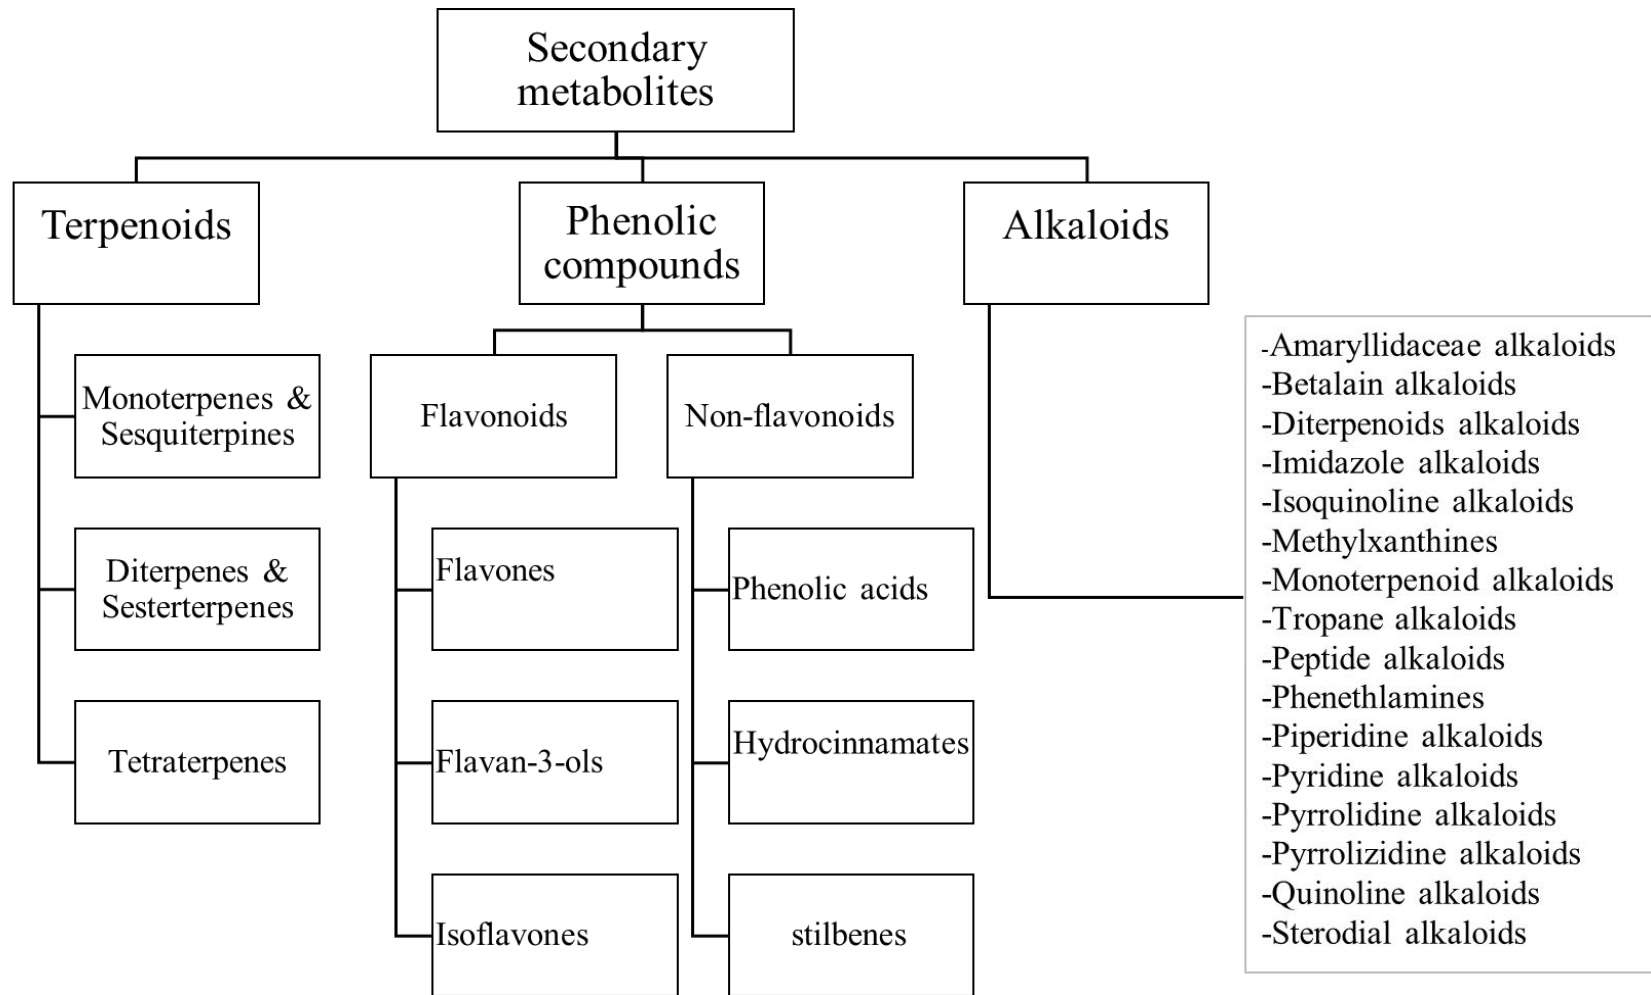 Secondary
metabolites
Terpenoids
Phenolic
compounds
Alkaloids
Monoterpenes &
Sesquiterpines
Diterpenes &
Sesterterpenes
Tetraterpenes
Flavonoids
Flavones
Flavan-3-ols
Isoflavones
Non-flavonoids
Phenolic acids
Hydrocinnamates
stilbenes
-Amaryllidaceae alkaloids
-Betalain alkaloids
-Diterpenoids alkaloids
-Imidazole alkaloids
-Isoquinoline alkaloids
-Methylxanthines
-Monoterpenoid alkaloids
-Tropane alkaloids
-Peptide alkaloids
-Phenethlamines
-Piperidine alkaloids
-Pyridine alkaloids
-Pyrrolidine alkaloids
-Pyrrolizidine alkaloids
-Quinoline alkaloids
-Sterodial alkaloids